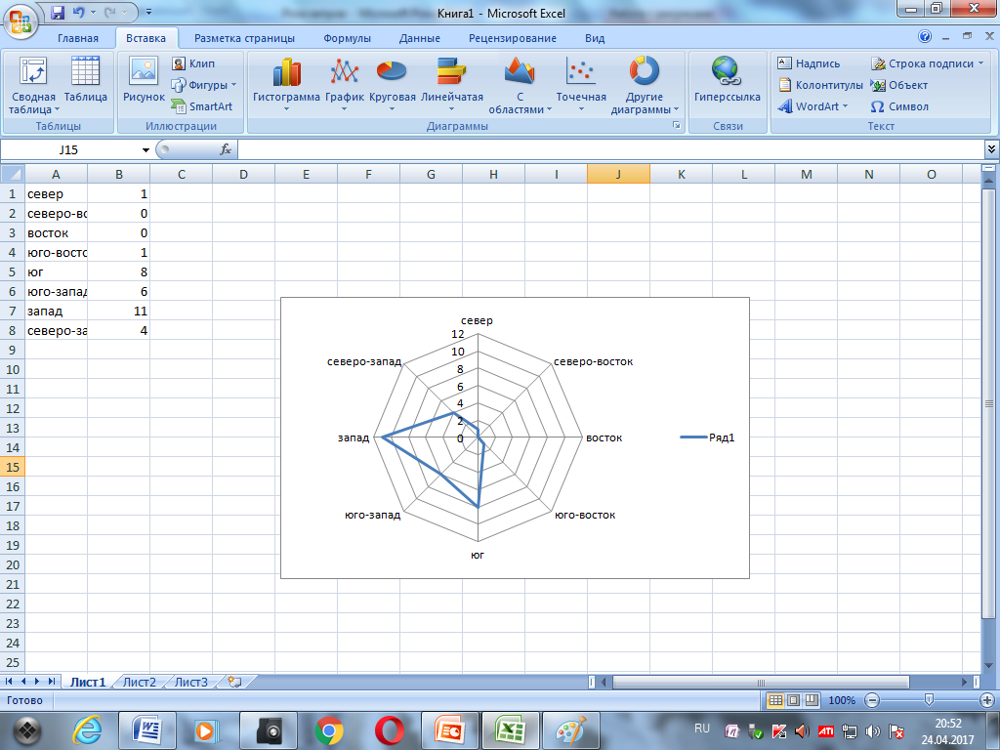 Книга1 - Microsoft Excel
Главная Вставка Разметка страницы Формулы Данные Рецензирование Вид
Сводная таблица
Таблица
Таблицы
Рисунок
Клип
Фигуры
SmartArt
Иллюстрации
Гистограмма
График
Круговая
Линейчатая
С областями
Точечная
Другие диаграммы
Диаграммы
Гиперссылка
Связи
Надпись
Колонтитулы
WordArt
Строка подписи
Объект
Символ
Текст
J15
fx
A B C D E F G H I J K L M N O
1 север 1
2 северо-вс 0
3 восток 0
4 юго-восто 1
5 юг 8
6 юго-запад 6
7 запад 11
8 северо-за 4
9
10
11
12
13
14
15
16
17
18
19
20
21
22
23
24
25
север
12
10
8
6
4
2
0
северо-запад
северо-восток
запад
восток
Ряд1
юго-запад
юго-восток
юг
Лист1 Лист2 Лист3
Готово
100%
RU
20:52
24.04.2017